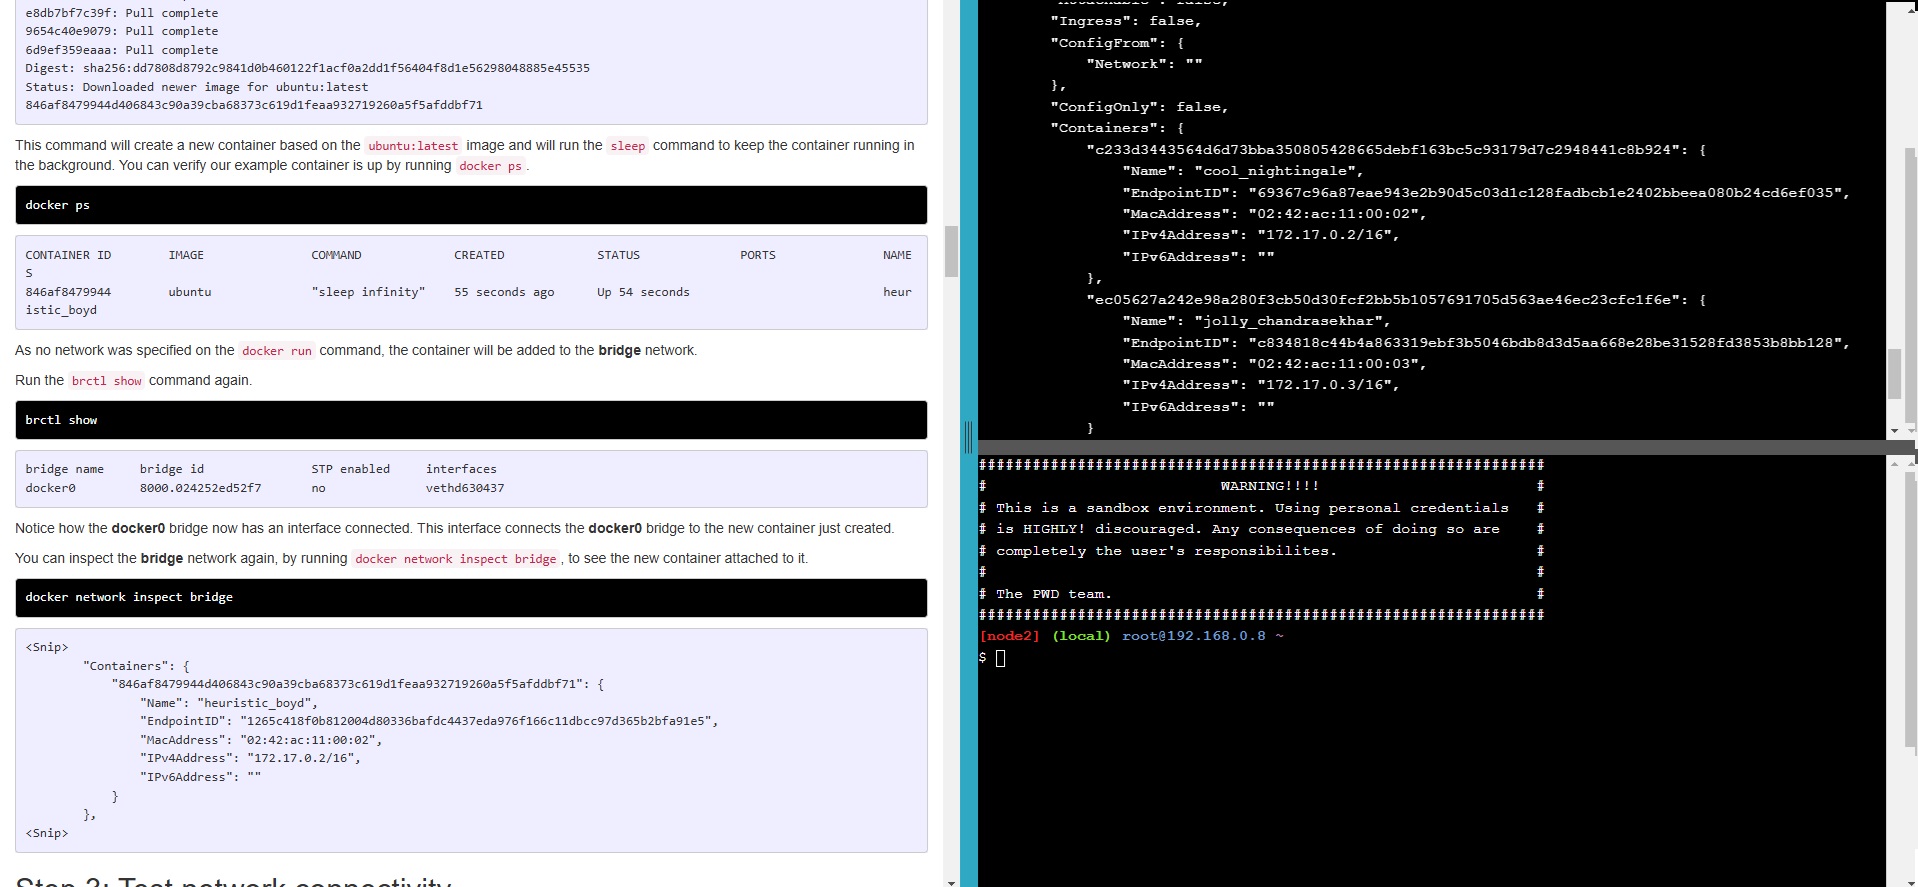 e8db7bf7c39f: Pull complete
9654c40e9079: Pull complete
6d9ef359eaaa: Pull complete
Digest: sha256:dd7808d8792c9841d0b460122f1acf0a2dd1f56404f8d1e56298048885e45535
Status: Downloaded newer image for ubuntu:latest
846af8479944d406843c90a39cba68373c619d1feaa932719260a5f5afddbf71
This command will create a new container based on the ubuntu:latest image and will run the sleep command to keep the container running in
the background. You can verify our example container is up by running docker ps .
docker ps
CONTAINER ID        IMAGE               COMMAND             CREATED             STATUS              PORTS               NAME
S
846af8479944        ubuntu              "sleep infinity"    55 seconds ago      Up 54 seconds                           heur
istic_boyd
As no network was specified on the docker run command, the container will be added to the bridge network.
Run the brctl show command again.
brctl show
bridge name     bridge id               STP enabled     interfaces
docker0         8000.024252ed52f7       no              vethd630437
Notice how the docker0 bridge now has an interface connected. This interface connects the docker0 bridge to the new container just created.
You can inspect the bridge network again, by running docker network inspect bridge , to see the new container attached to it.
docker network inspect bridge
<Snip>
"Containers": {
"846af8479944d406843c90a39cba68373c619d1feaa932719260a5f5afddbf71": {
"Name": "heuristic_boyd",
"EndpointID": "1265c418f0b812004d80336bafdc4437eda976f166c11dbcc97d365b2bfa91e5",
"MacAddress": "02:42:ac:11:00:02",
"IPv4Address": "172.17.0.2/16",
"IPv6Address": ""
}
},
<Snip>
Step 3: Test network connectivity
"Ingress": false,
"ConfigFrom": {
"Network": ""
},
"ConfigOnly": false,
"Containers": {
"c233d3443564d6d73bba350805428665debf163bc5c93179d7c2948441c8b924": {
"Name": "cool_nightingale",
"EndpointID": "69367c96a87eae943e2b90d5c03d1c128fadbcb1e2402bbeea080b24cd6ef035",
"MacAddress": "02:42:ac:11:00:02",
"IPv4Address": "172.17.0.2/16",
"IPv6Address": ""
},
"ec05627a242e98a280f3cb50d30fcf2bb5b1057691705d563ae46ec23cfc1f6e": {
"Name": "jolly_chandrasekhar",
"EndpointID": "c834818c44b4a863319ebf3b5046bdb8d3d5aa668e28be31528fd3853b8bb128",
"MacAddress": "02:42:ac:11:00:03",
"IPv4Address": "172.17.0.3/16",
"IPv6Address": ""
}
###############################################################
#                          WARNING!!!!                        #
# This is a sandbox environment. Using personal credentials   #
# is HIGHLY! discouraged. Any consequences of doing so are    #
# completely the user's responsibilites.                      #
#                                                             #
# The PWD team.                                               #
###############################################################
[node2] (local) root@192.168.0.8 ~
$